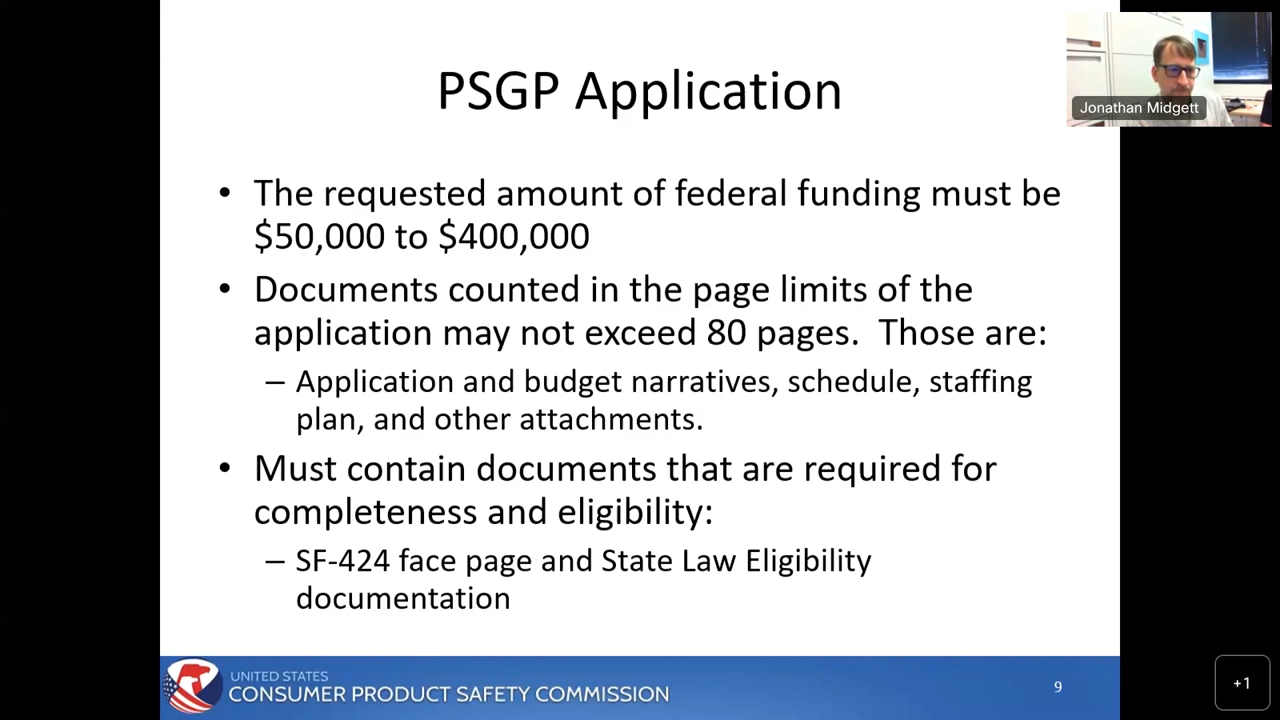 PSGP Application
Jonathan Midgett
• The requested amount of federal funding must be
$50,000 to $400,000
• Documents counted in the page limits of the
application may not exceed 80 pages.  Those are:
– Application and budget narratives, schedule, staffing
plan, and other attachments.
• Must contain documents that are required for
completeness and eligibility:
– SF-424 face page and State Law Eligibility
documentation
UNITED STATES
CONSUMER PRODUCT SAFETY COMMISSION
9
+1